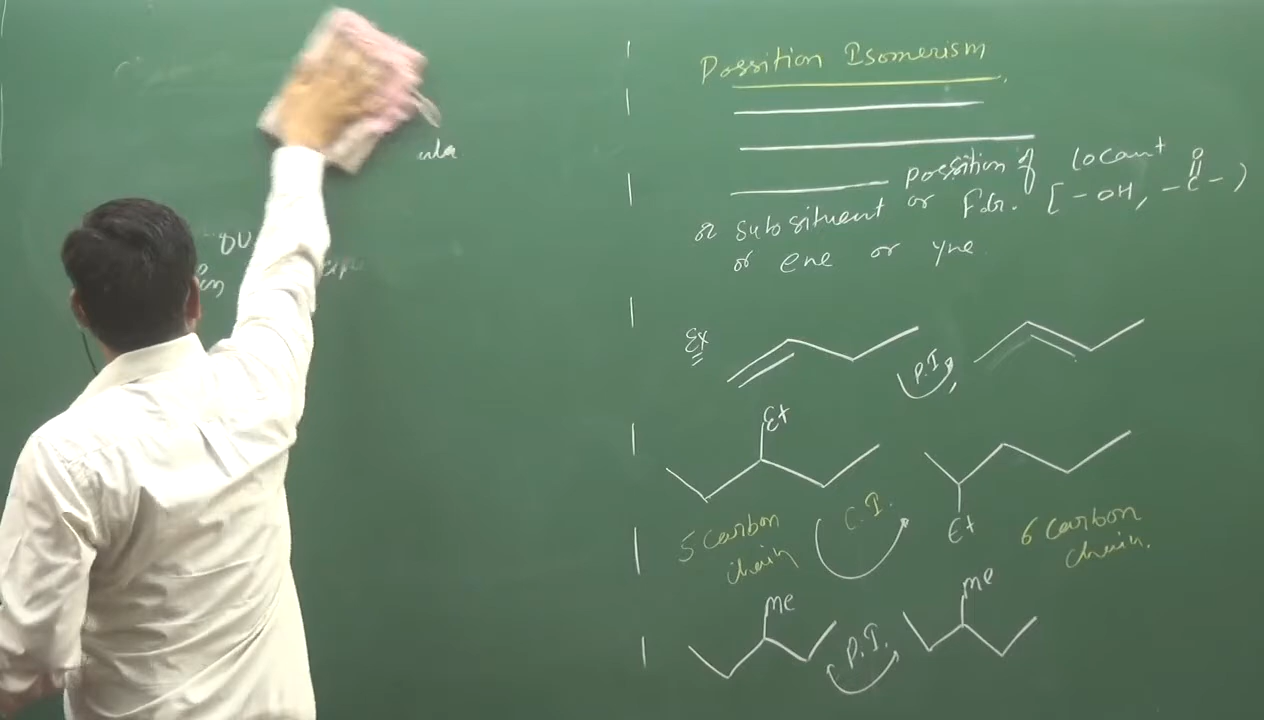 Possition Isomerism
possition of locant
or subsituent or F.Gr. [-OH, -C-)
O
or ene or yne
Ex
P.I.
Et
C.I.
Et
5 carbon chain
6 carbon chain.
Me
P.I.
Me